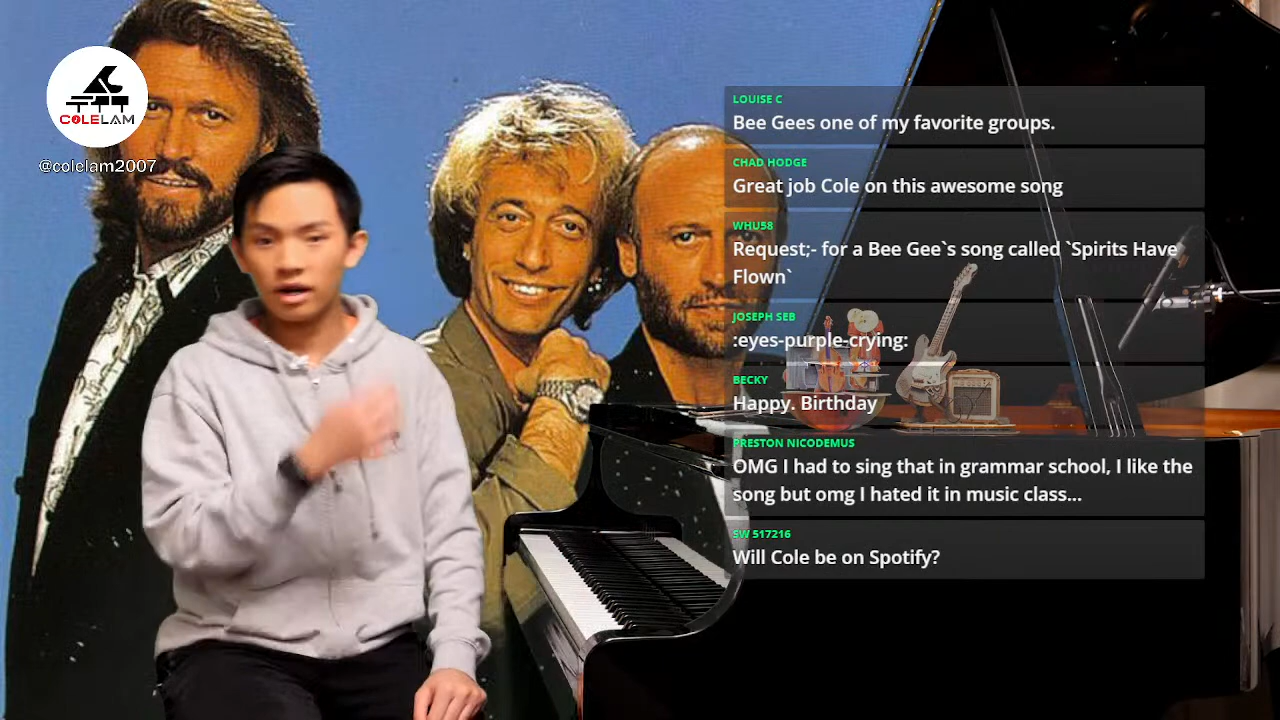 COLELAM
@colelam2007
LOUISE C
Bee Gees one of my favorite groups.
CHAD HODGE
Great job Cole on this awesome song
WHU58
Request;- for a Bee Gee`s song called `Spirits Have
Flown`
JOSEPH SEB
:eyes-purple-crying:
BECKY
Happy. Birthday
PRESTON NICODEMUS
OMG I had to sing that in grammar school, I like the
song but omg I hated it in music class...
SW 517216
Will Cole be on Spotify?